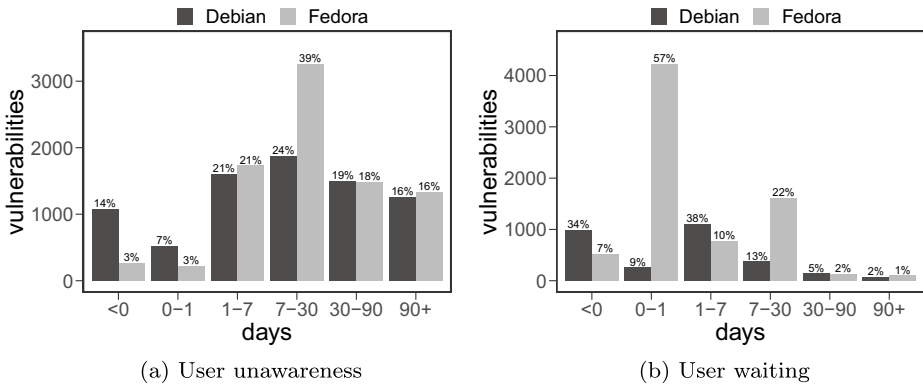 Debian Fedora
vulnerabilities
3000
2000
1000
0
14% 3% 7% 3% 21% 21% 24% 39% 19% 18% 16% 16%
<0 0−1 1−7 7−30 30−90 90+
days
(a) User unawareness
Debian Fedora
vulnerabilities
4000
3000
2000
1000
0
34% 7% 9% 57% 38% 10% 13% 22% 5% 2% 2% 1%
<0 0−1 1−7 7−30 30−90 90+
days
(b) User waiting